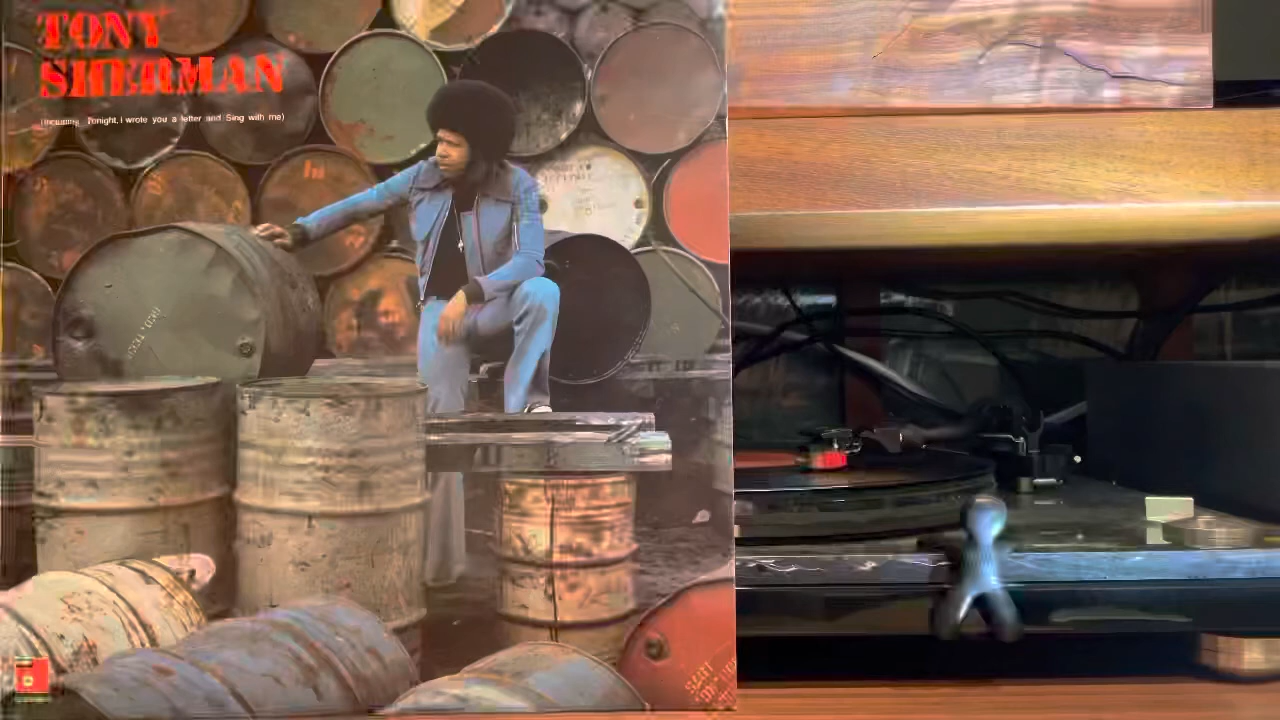 TONY
SHERMAN
(Including Tonight, I wrote you a letter and Sing with me)